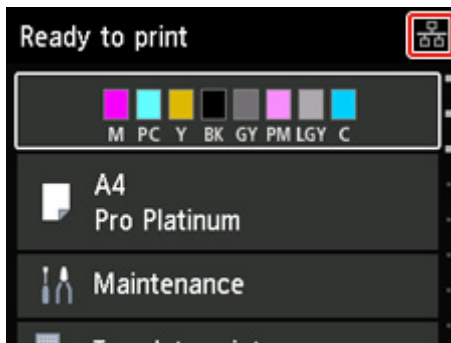 Ready to print
M PC Y BK GY PM LGY C
A4
Pro Platinum
Maintenance